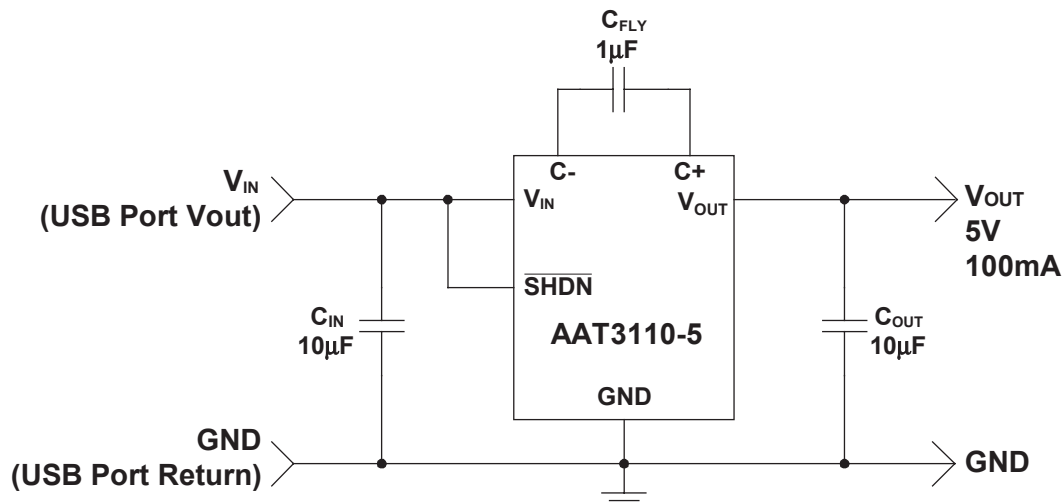 CFLY
1µF
C-
C+
VIN
(USB Port Vout)
VIN
VOUT
VOUT
5V
100mA
SHDN
CIN
10µF
AAT3110-5
COUT
10µF
GND
GND
(USB Port Return)
GND